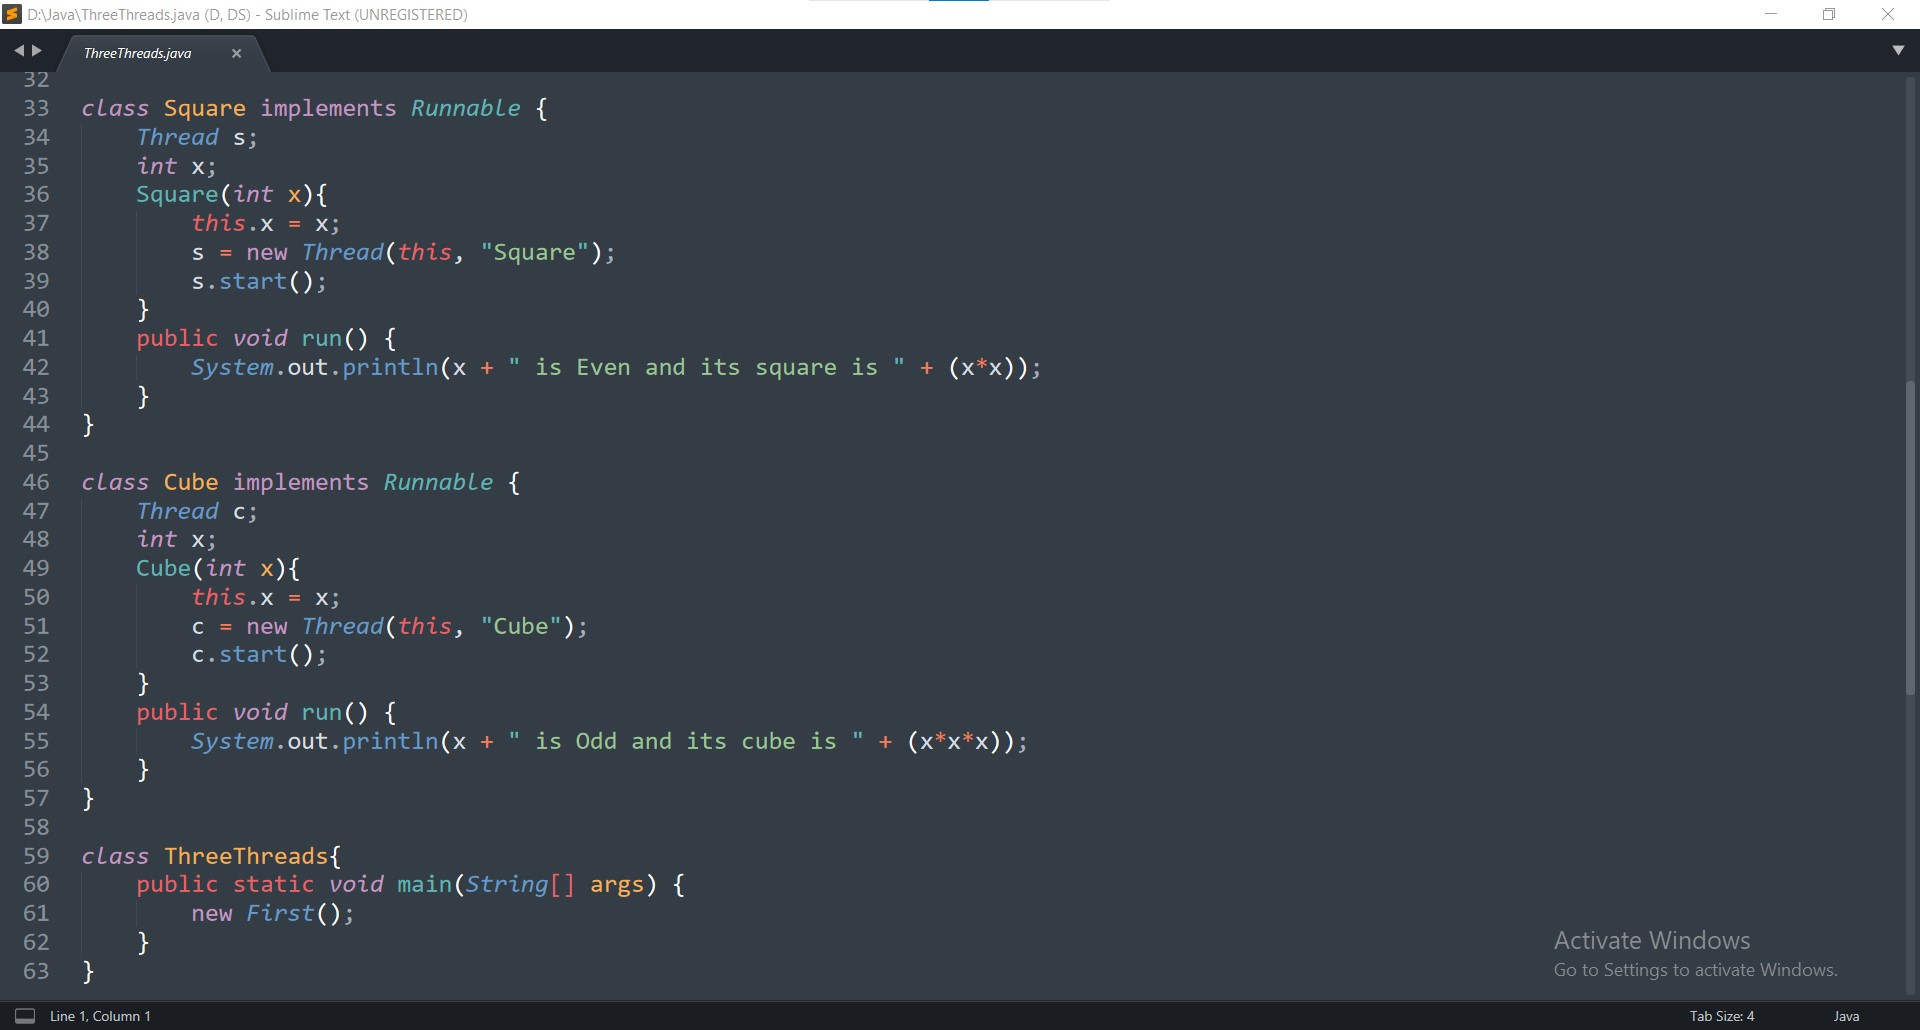 D:\Java\ThreeThreads.java (D, DS) - Sublime Text (UNREGISTERED)
ThreeThreads.java
32
33 class Square implements Runnable {
34     Thread s;
35     int x;
36     Square(int x){
37         this.x = x;
38         s = new Thread(this, "Square");
39         s.start();
40     }
41     public void run() {
42         System.out.println(x + " is Even and its square is " + (x*x));
43     }
44 }
45
46 class Cube implements Runnable {
47     Thread c;
48     int x;
49     Cube(int x){
50         this.x = x;
51         c = new Thread(this, "Cube");
52         c.start();
53     }
54     public void run() {
55         System.out.println(x + " is Odd and its cube is " + (x*x*x));
56     }
57 }
58
59 class ThreeThreads{
60     public static void main(String[] args) {
61         new First();
62     }
63 }
Activate Windows
Go to Settings to activate Windows.
Line 1, Column 1
Tab Size: 4
Java